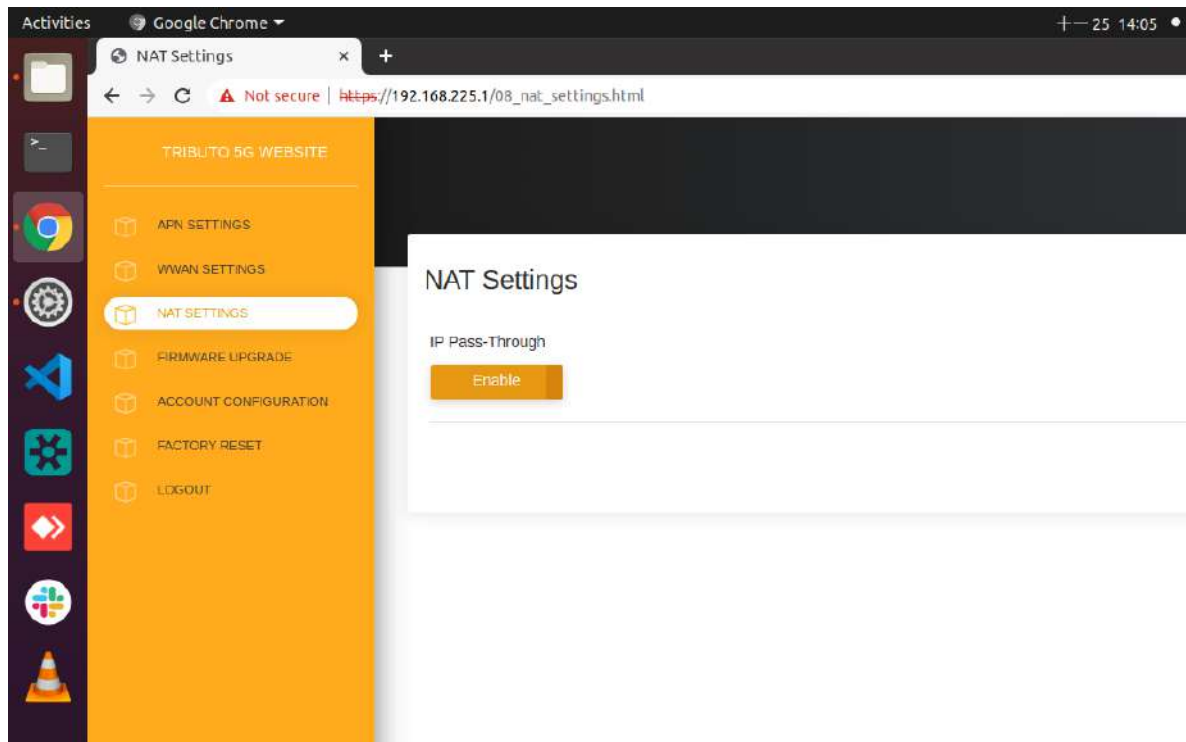 Activities Google Chrome 十一 25 14:05
NAT Settings
Not secure | https://192.168.225.1/08_nat_settings.html
TRIBUTO 5G WEBSITE
APN SETTINGS
WWAN SETTINGS
NAT SETTINGS
FIRMWARE UPGRADE
ACCOUNT CONFIGURATION
FACTORY RESET
LOGOUT
NAT Settings
IP Pass-Through
Enable